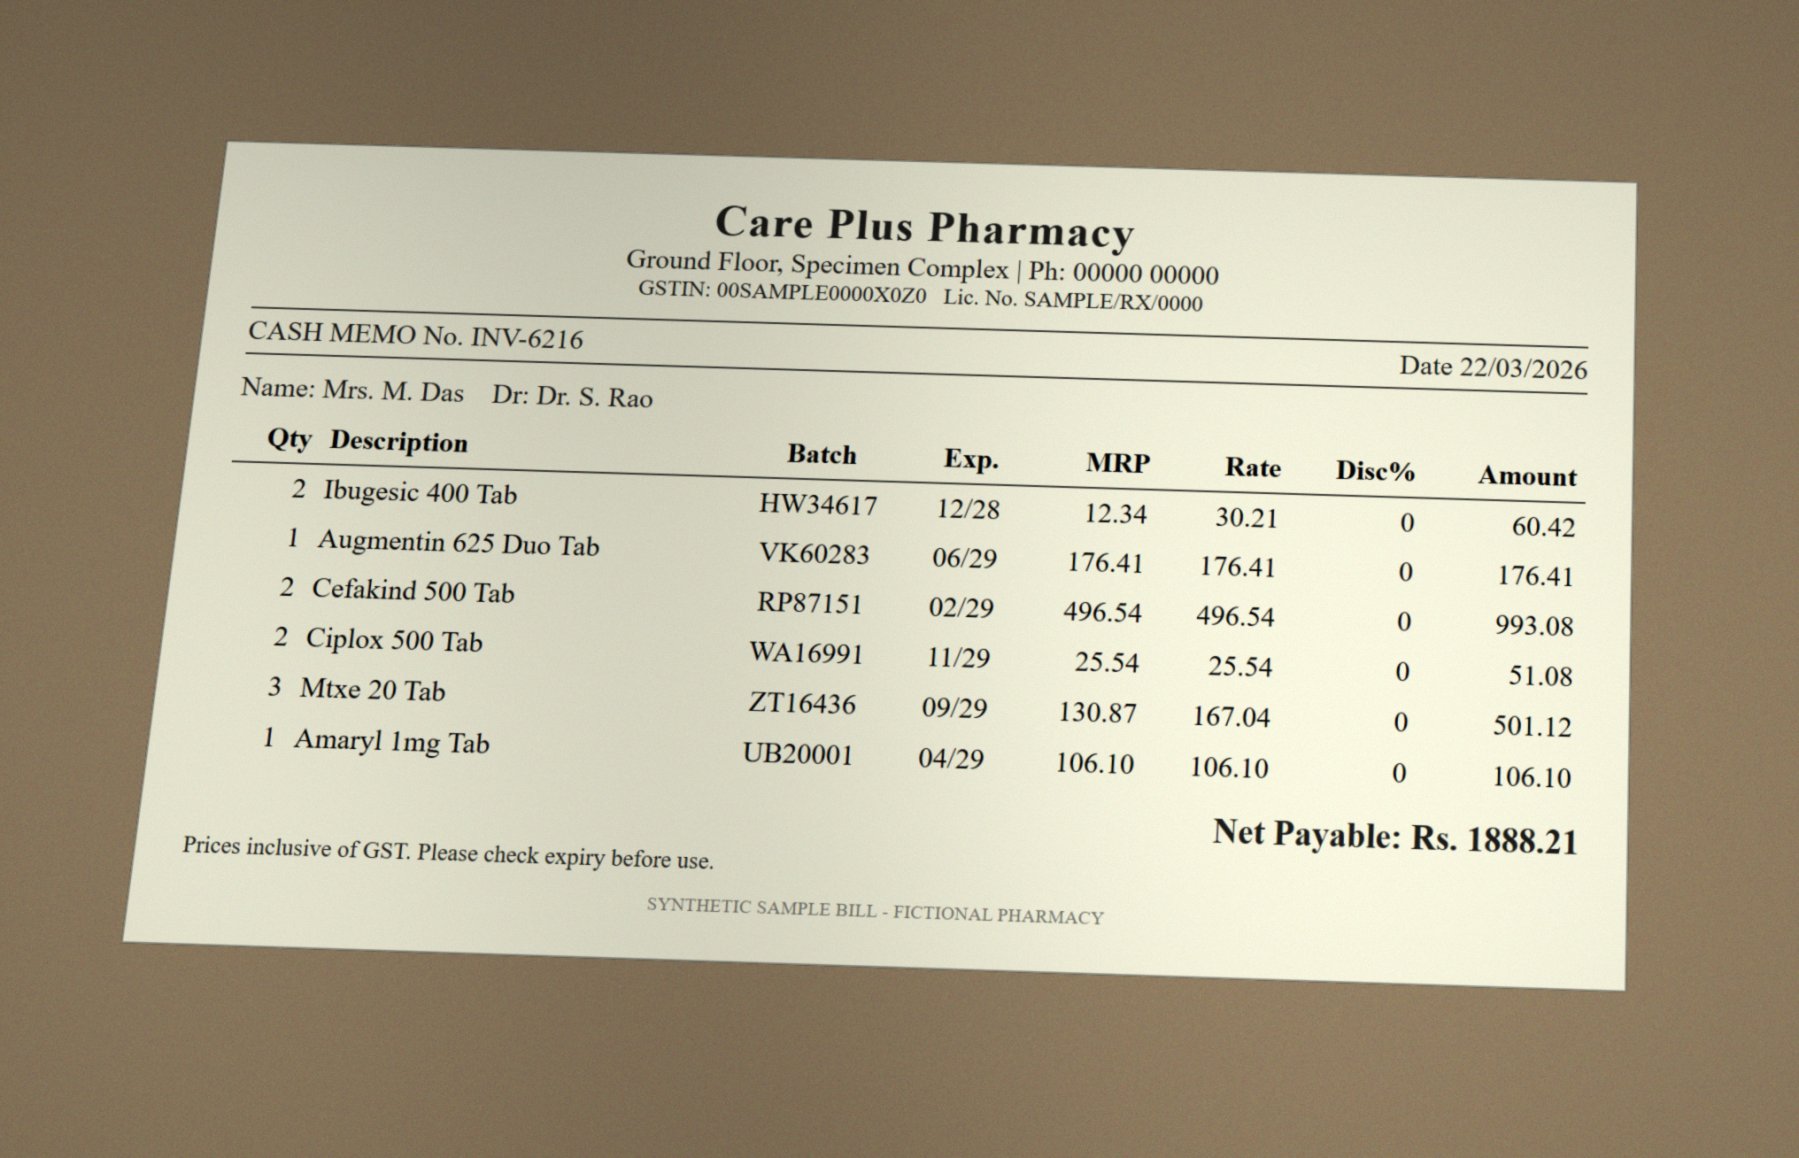 Care Plus Pharmacy
Ground Floor, Specimen Complex | Ph: 00000 00000
GSTIN: 00SAMPLE0000X0Z0 Lic. No. SAMPLE/RX/0000
CASH MEMO No. INV-6216 Date 22/03/2026
Name: Mrs. M. Das Dr: Dr. S. Rao
Qty Description Batch Exp. MRP Rate Disc% Amount
2 Ibugesic 400 Tab HW34617 12/28 12.34 30.21 0 60.42
1 Augmentin 625 Duo Tab VK60283 06/29 176.41 176.41 0 176.41
2 Cefakind 500 Tab RP87151 02/29 496.54 496.54 0 993.08
2 Ciplox 500 Tab WA16991 11/29 25.54 25.54 0 51.08
3 Mtxe 20 Tab ZT16436 09/29 130.87 167.04 0 501.12
1 Amaryl 1mg Tab UB20001 04/29 106.10 106.10 0 106.10
Net Payable: Rs. 1888.21
Prices inclusive of GST. Please check expiry before use.
SYNTHETIC SAMPLE BILL - FICTIONAL PHARMACY